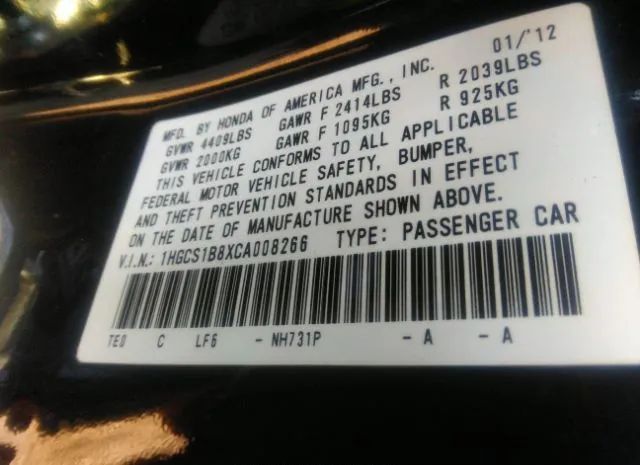 MFD. BY HONDA OF AMERICA MFG., INC. 01/'12
GVWR 4409LBS GAWR F 2414LBS R 2039LBS
GVWR 2000KG GAWR F 1095KG R 925KG
THIS VEHICLE CONFORMS TO ALL APPLICABLE
FEDERAL MOTOR VEHICLE SAFETY, BUMPER,
AND THEFT PREVENTION STANDARDS IN EFFECT
ON THE DATE OF MANUFACTURE SHOWN ABOVE.
V.I.N.: 1HGCS1B8XCA008266 TYPE: PASSENGER CAR
TE0 C LF6 - NH731P - A - A